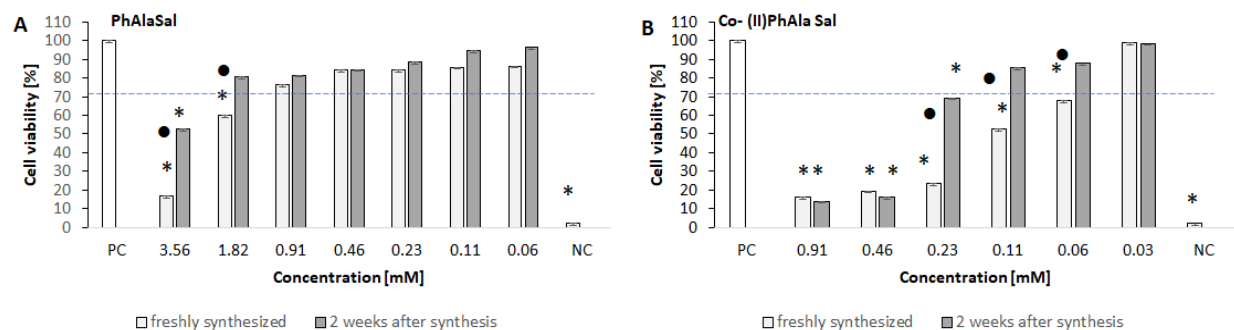 A PhAlaSal
Cell viability [%]
110
100
90
80
70
60
50
40
30
20
10
0
* * * *
PC 3.56 1.82 0.91 0.46 0.23 0.11 0.06 NC
Concentration [mM]
freshly synthesized 2 weeks after synthesis
B Co- (II)PhAla Sal
Cell viability [%]
110
100
90
80
70
60
50
40
30
20
10
0
* * * * * * * * *
PC 0.91 0.46 0.23 0.11 0.06 0.03 NC
Concentration [mM]
freshly synthesized 2 weeks after synthesis